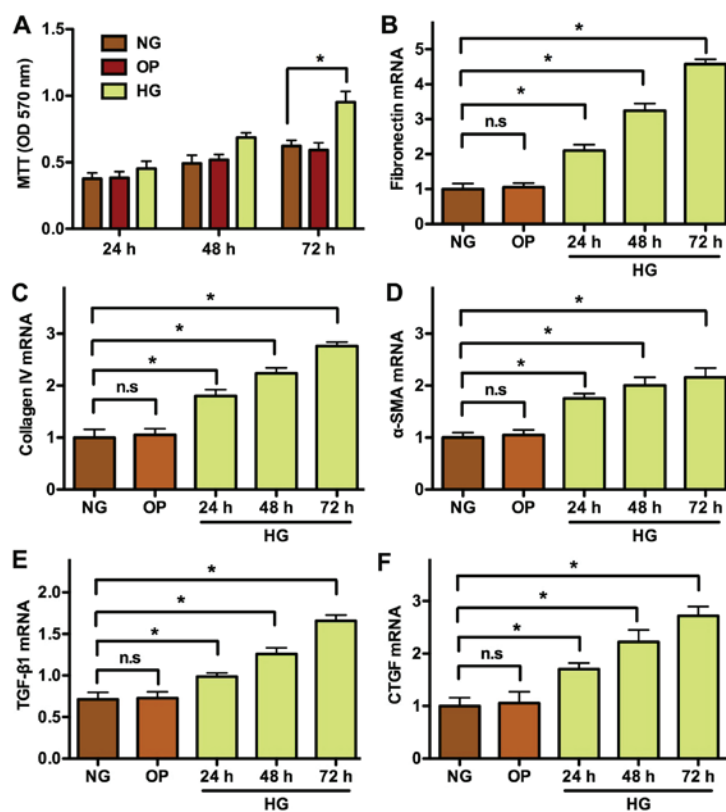 A
MTT (OD 570 nm)
1.5
1.0
0.5
0.0
NG
OP
HG
*
24 h 48 h 72 h
B
Fibronectin mRNA
5
4
3
2
1
0
*
*
*
n.s
NG OP 24 h 48 h 72 h
HG
C
Collagen IV mRNA
3
2
1
0
*
*
*
n.s
NG OP 24 h 48 h 72 h
HG
D
α-SMA mRNA
3
2
1
0
*
*
*
n.s
NG OP 24 h 48 h 72 h
HG
E
TGF-β1 mRNA
2.0
1.5
1.0
0.5
0.0
*
*
*
n.s
NG OP 24 h 48 h 72 h
HG
F
CTGF mRNA
3
2
1
0
*
*
*
n.s
NG OP 24 h 48 h 72 h
HG